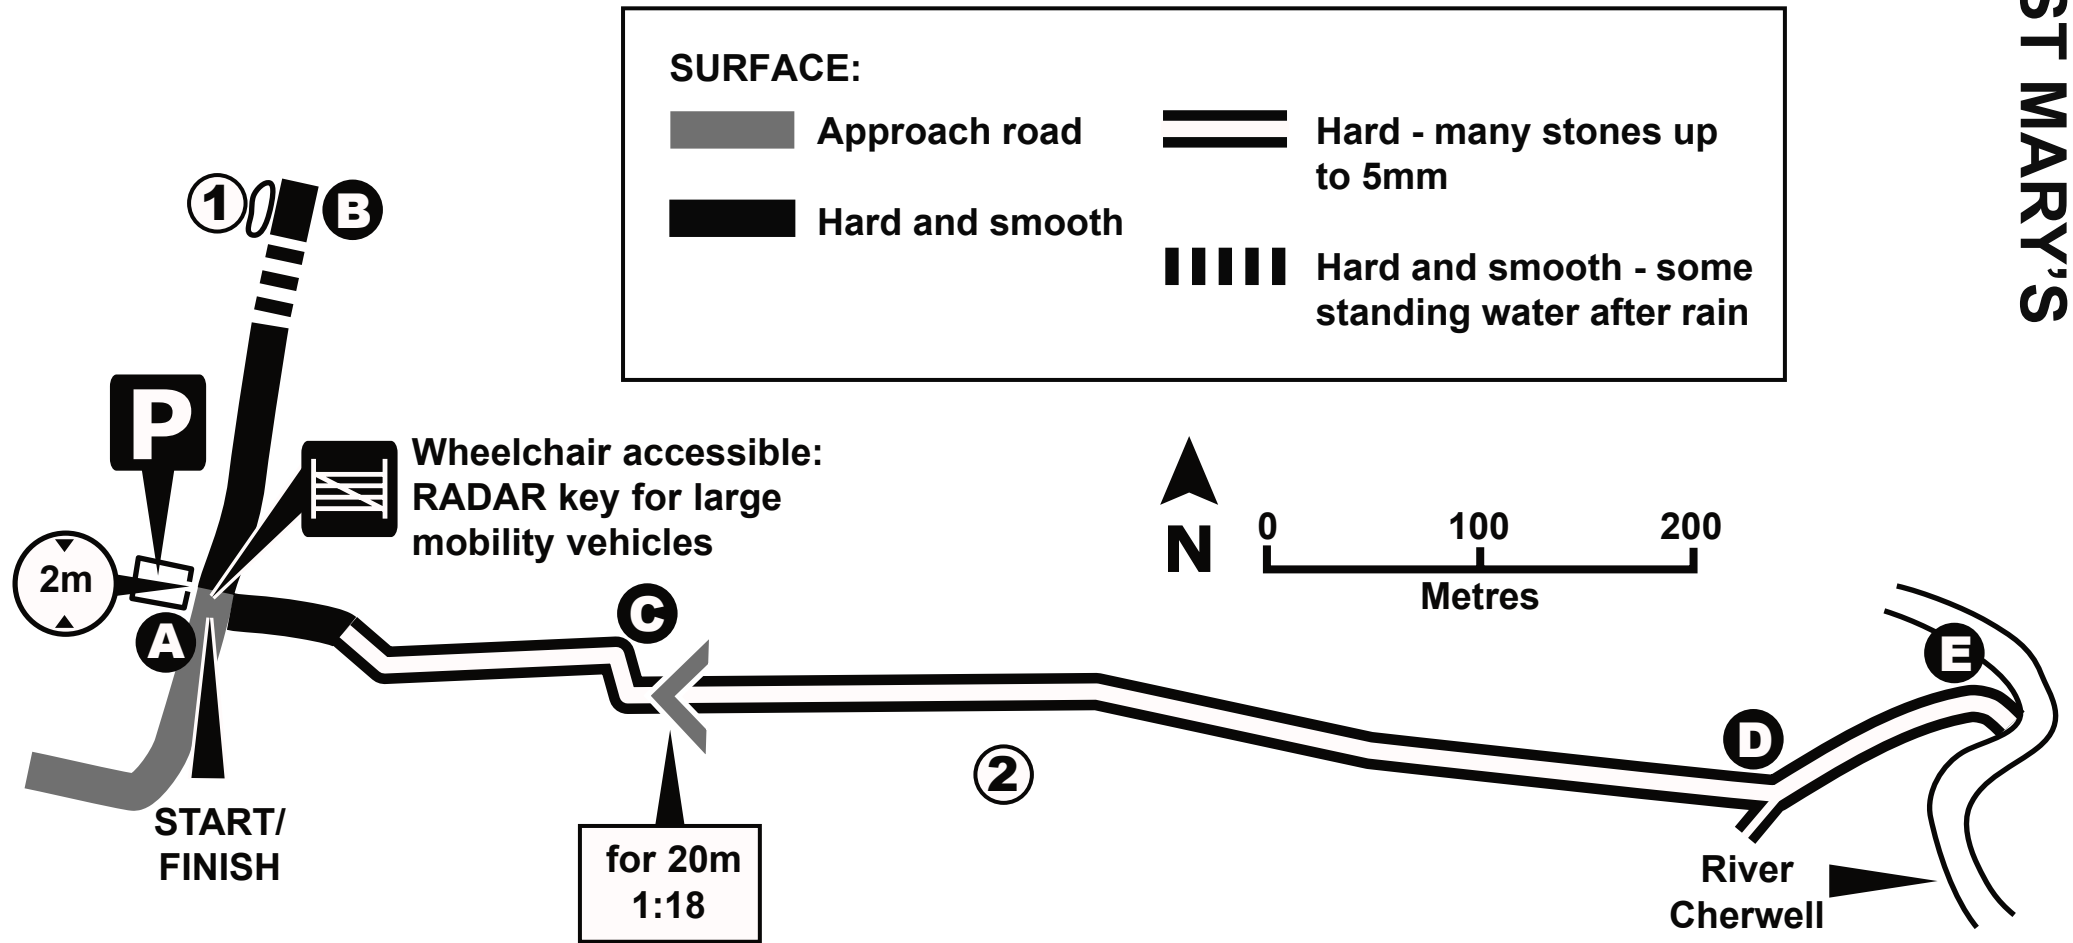 ST MARY'S
SURFACE:
Approach road
Hard and smooth
Hard - many stones up
to 5mm
Hard and smooth - some
standing water after rain
1
B
P
Wheelchair accessible:
RADAR key for large
mobility vehicles
2m
A
C
N
0 100 200
Metres
E
D
2
START/
FINISH
for 20m
1:18
River
Cherwell